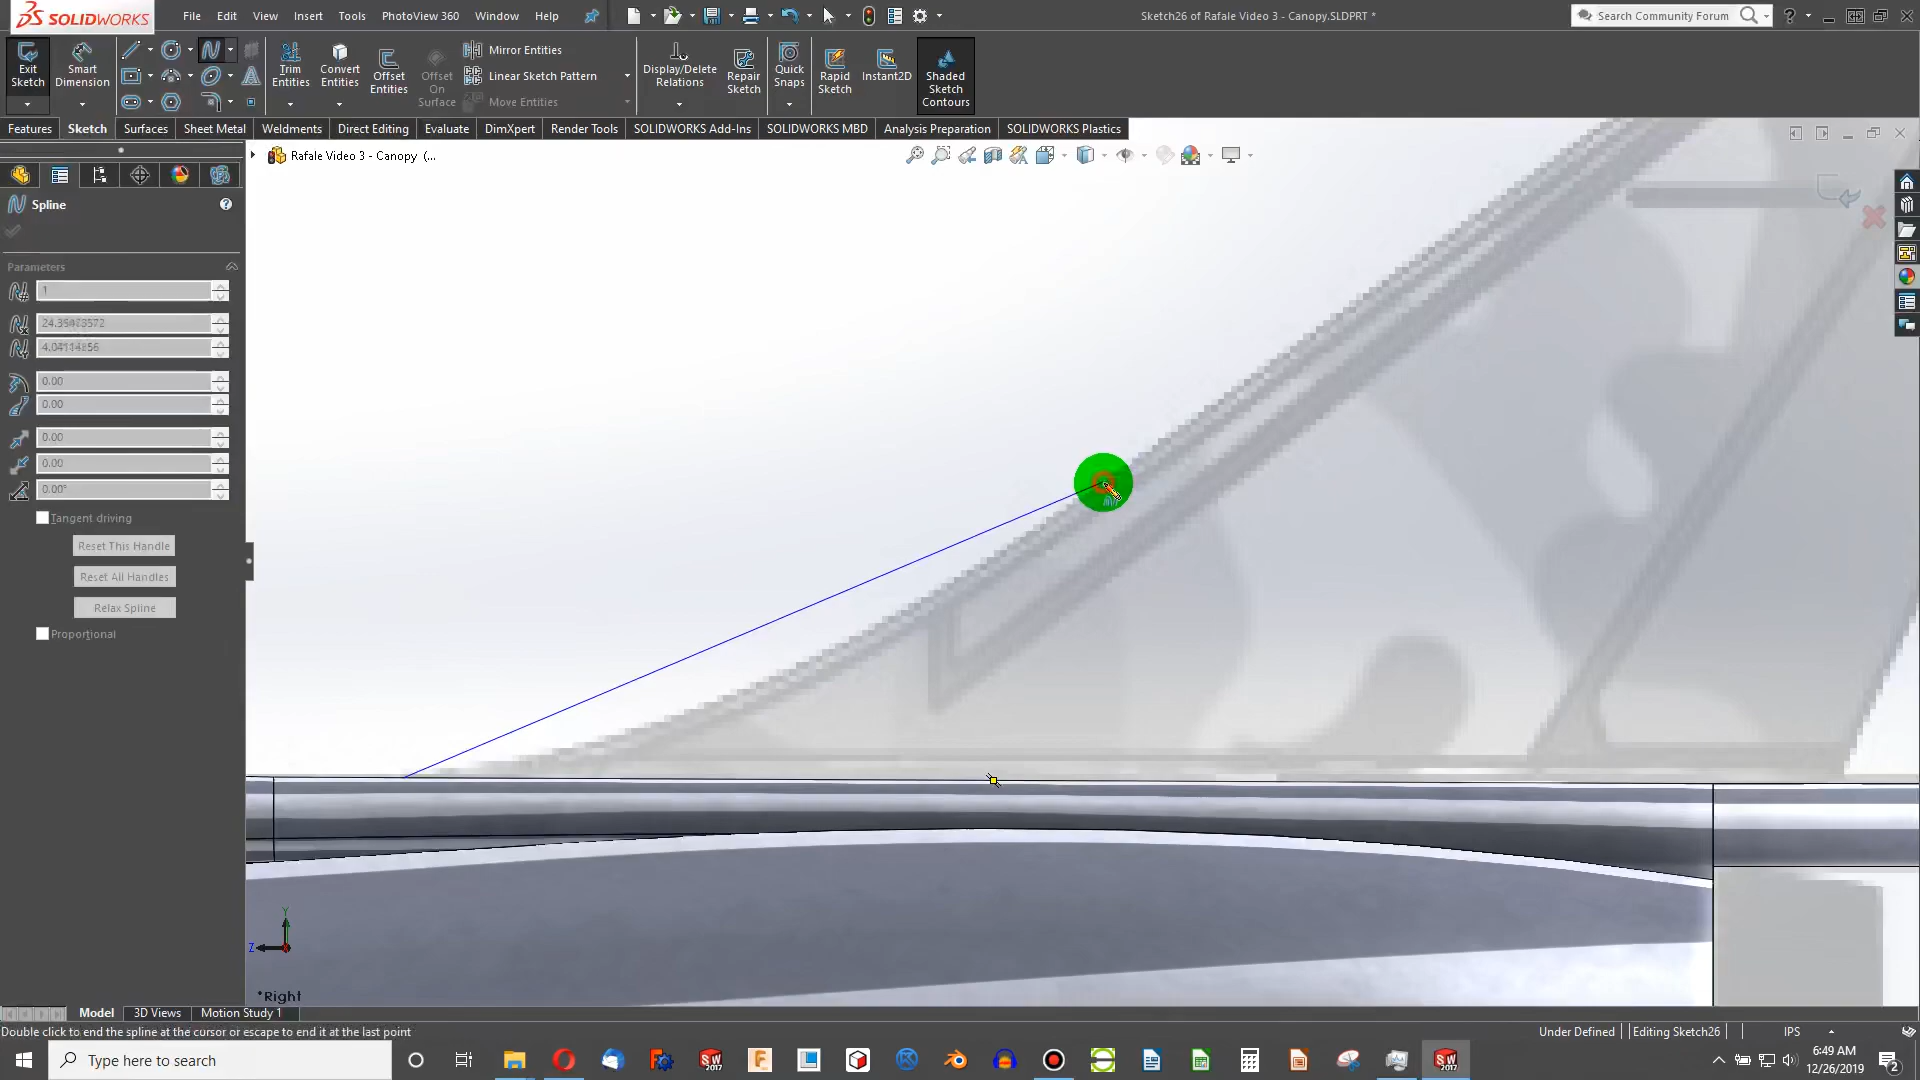 SOLIDWORKS File Edit View Insert Tools PhotoView 360 Window Help Sketch26 of Rafale Video 3 - Canopy.SLDPRT * Search Community Forum
Exit Sketch
Smart Dimension
Trim Entities
Convert Entities
Offset Entities
Offset On Surface
Mirror Entities
Linear Sketch Pattern
Move Entities
Display/Delete Relations
Repair Sketch
Quick Snaps
Rapid Sketch
Instant2D
Shaded Sketch Contours
Features Sketch Surfaces Sheet Metal Weldments Direct Editing Evaluate DimXpert Render Tools SOLIDWORKS Add-Ins SOLIDWORKS MBD Analysis Preparation SOLIDWORKS Plastics
Rafale Video 3 - Canopy (...
Spline
Parameters
1
0.00
0.00
0.00
0.00
0.00°
Tangent driving
Reset This Handle
Reset All Handles
Relax Spline
Proportional
Y
Z
*Right
Model 3D Views Motion Study 1
Double click to end the spline at the cursor or escape to end it at the last point
Under Defined Editing Sketch26 IPS
Type here to search
SW 2017
SW 2017
6:49 AM
12/26/2019
2